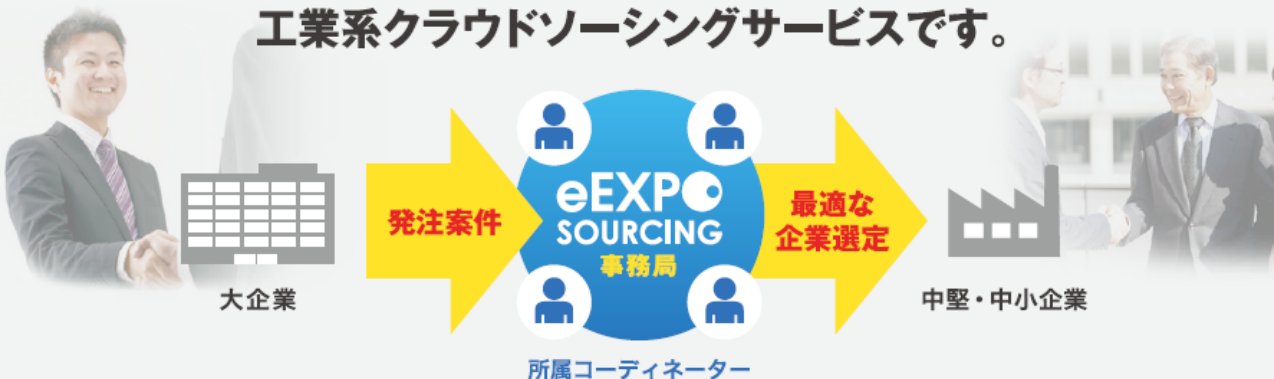 工業系クラウドソーシングサービスです。
発注案件
eEXPO
SOURCING
事務局
最適な
企業選定
大企業
中堅・中小企業
所属コーディネーター